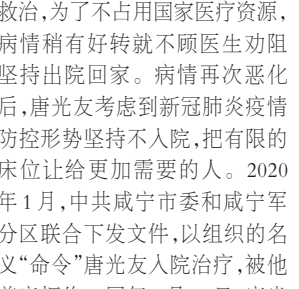 救治,为了不占用国家医疗资源,
病情稍有好转就不顾医生劝阻
坚持出院回家。病情再次恶化
后,唐光友考虑到新冠肺炎疫情
防控形势坚持不入院,把有限的
床位让给更加需要的人。2020
年1月,中共咸宁市委和咸宁军
分区联合下发文件,以组织的名
义“命令”唐光友入院治疗,被他